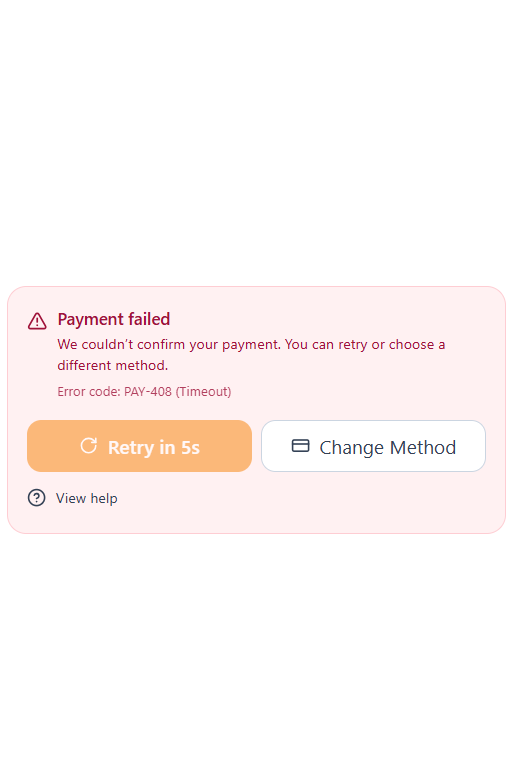 Payment failed
We couldn't confirm your payment. You can retry or choose a
different method.
Error code: PAY-408 (Timeout)
Retry in 5s
Change Method
View help